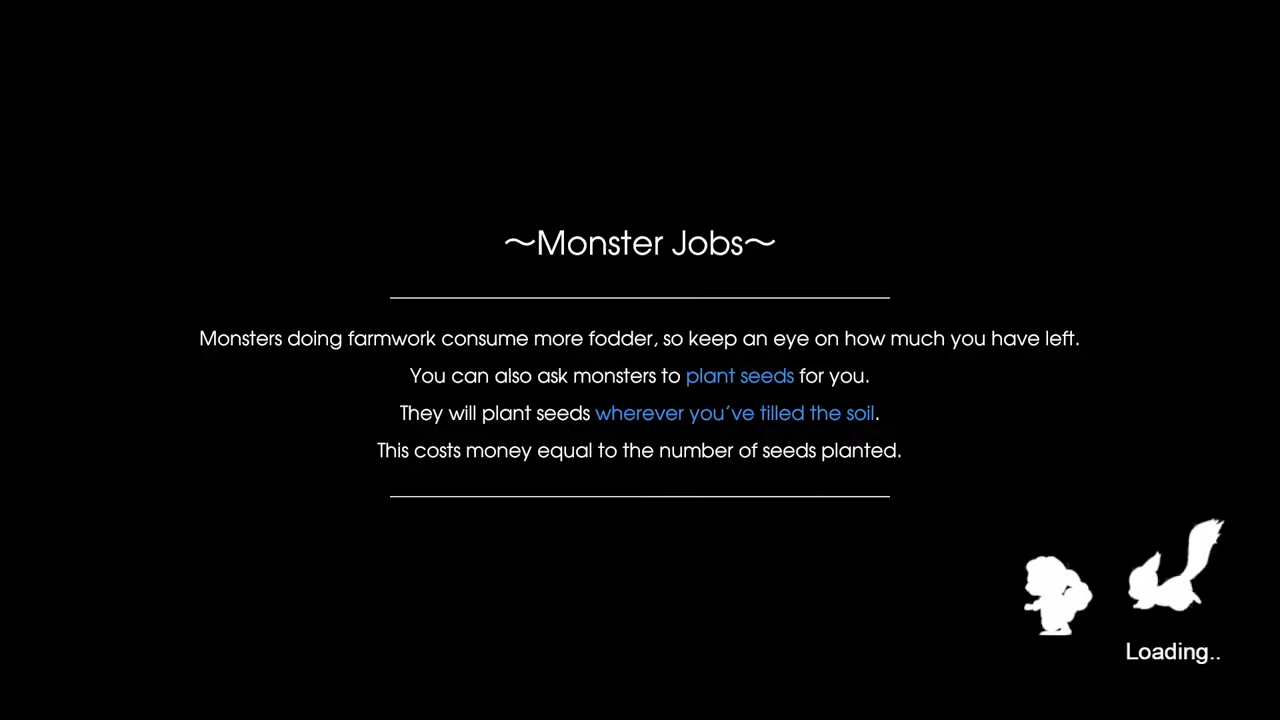 ～Monster Jobs～
Monsters doing farmwork consume more fodder, so keep an eye on how much you have left.
You can also ask monsters to plant seeds for you.
They will plant seeds wherever you've tilled the soil.
This costs money equal to the number of seeds planted.
Loading..